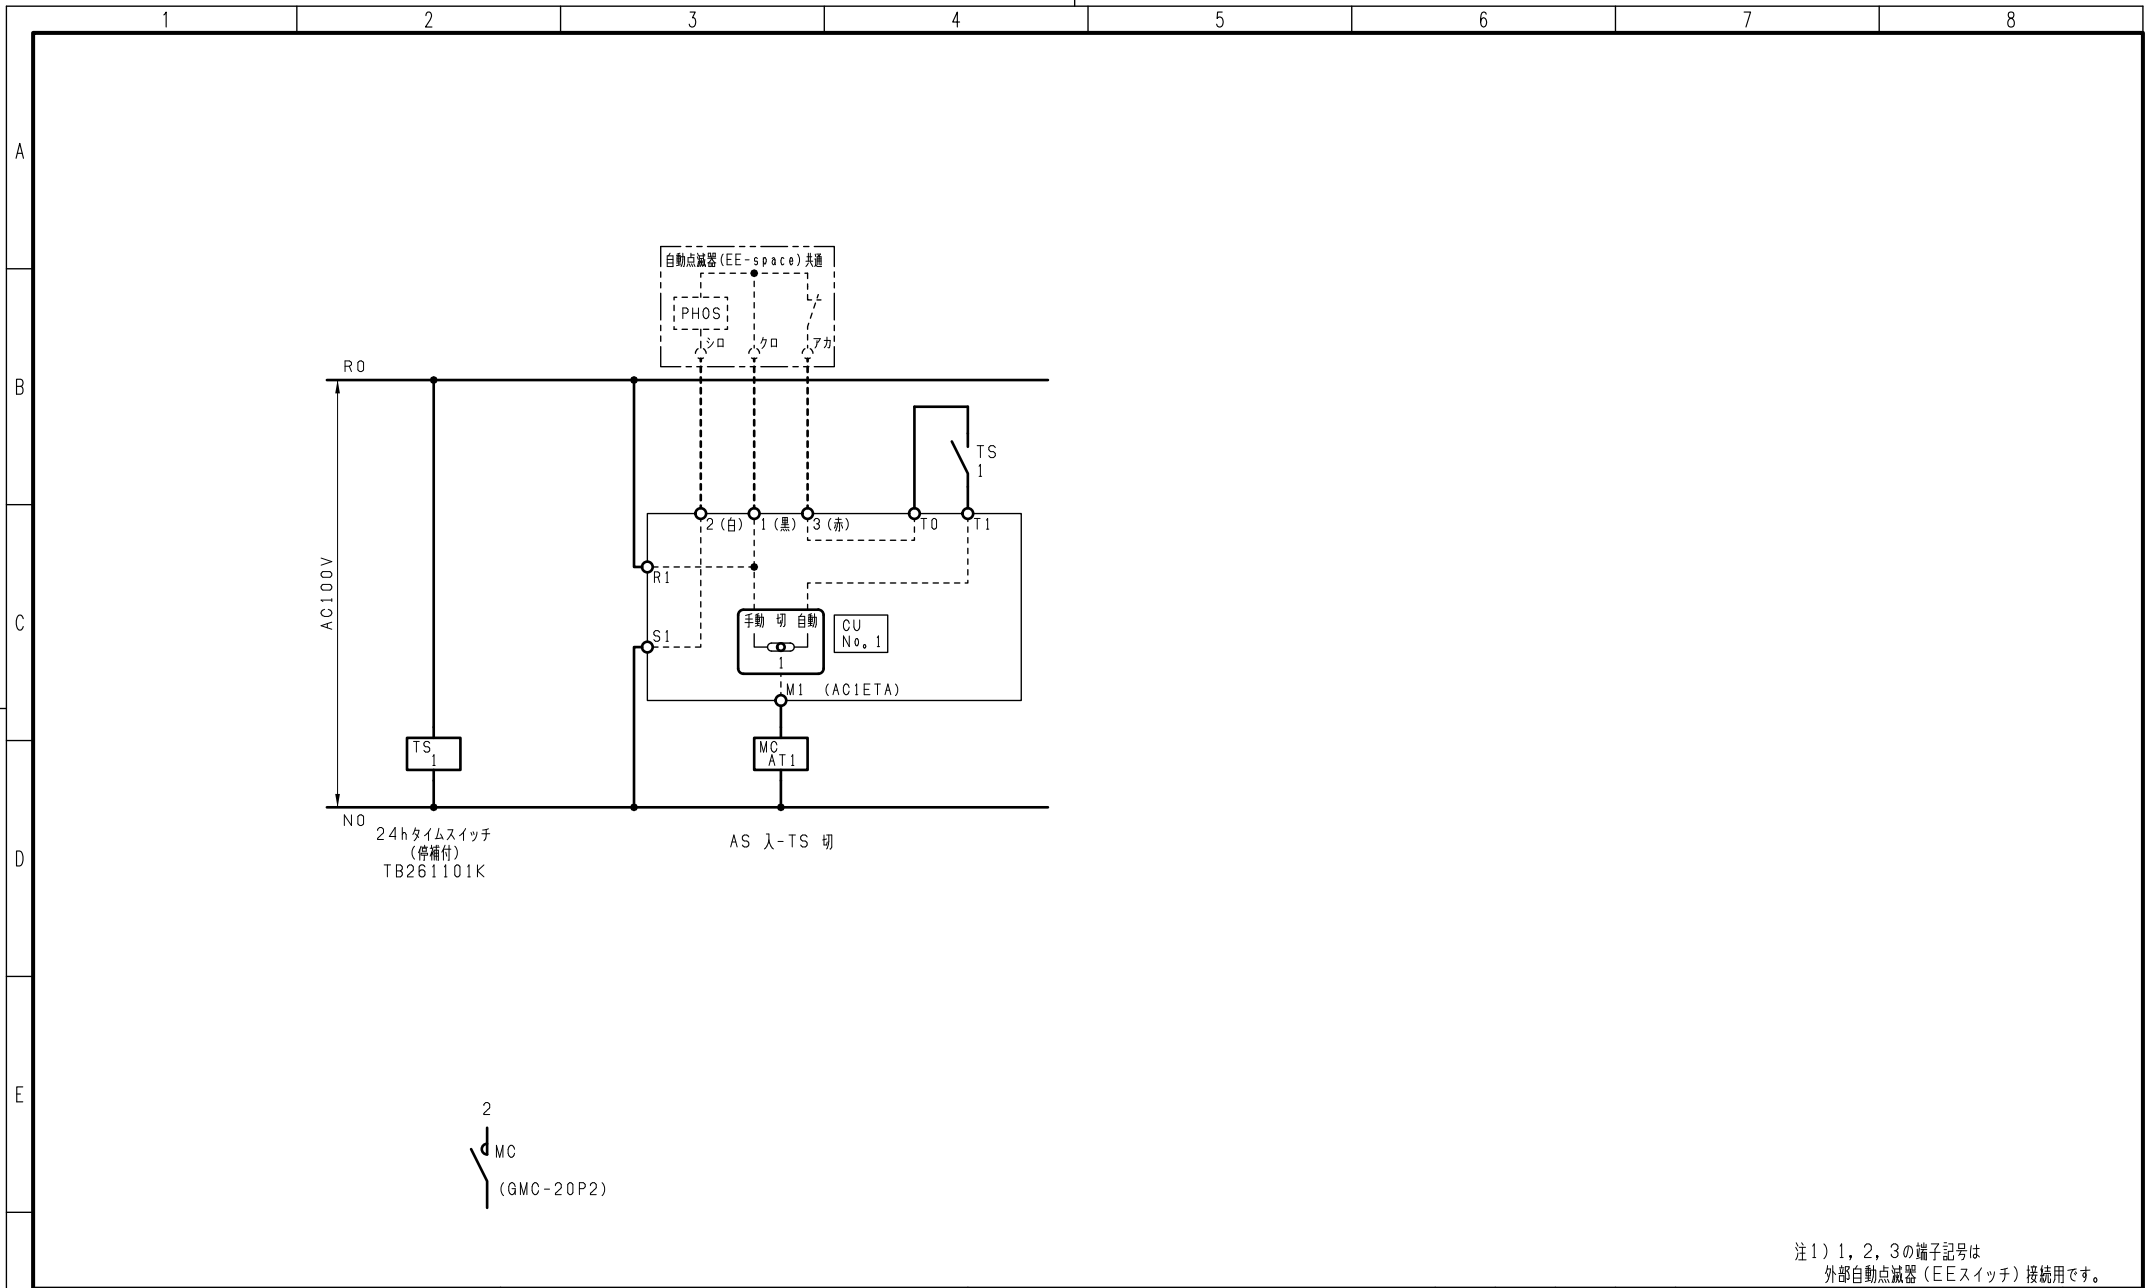 1 2 3 4 5 6 7 8
A
B
C
D
E
自動点滅器(EE-space)共通
PHOS
シロ クロ アカ
R0
AC100V
TS
1
2(白) 1(黒) 3(赤) T0 T1
R1
S1
手動 切 自動
1
CU
No。1
M1 (AC1ETA)
TS
1
MC
AT1
N0
24hタイムスイッチ
(停補付)
TB261101K
AS 入-TS 切
2
MC
(GMC-20P2)
注1) 1, 2, 3の端子記号は
外部自動点滅器(EEスイッチ)接続用です。